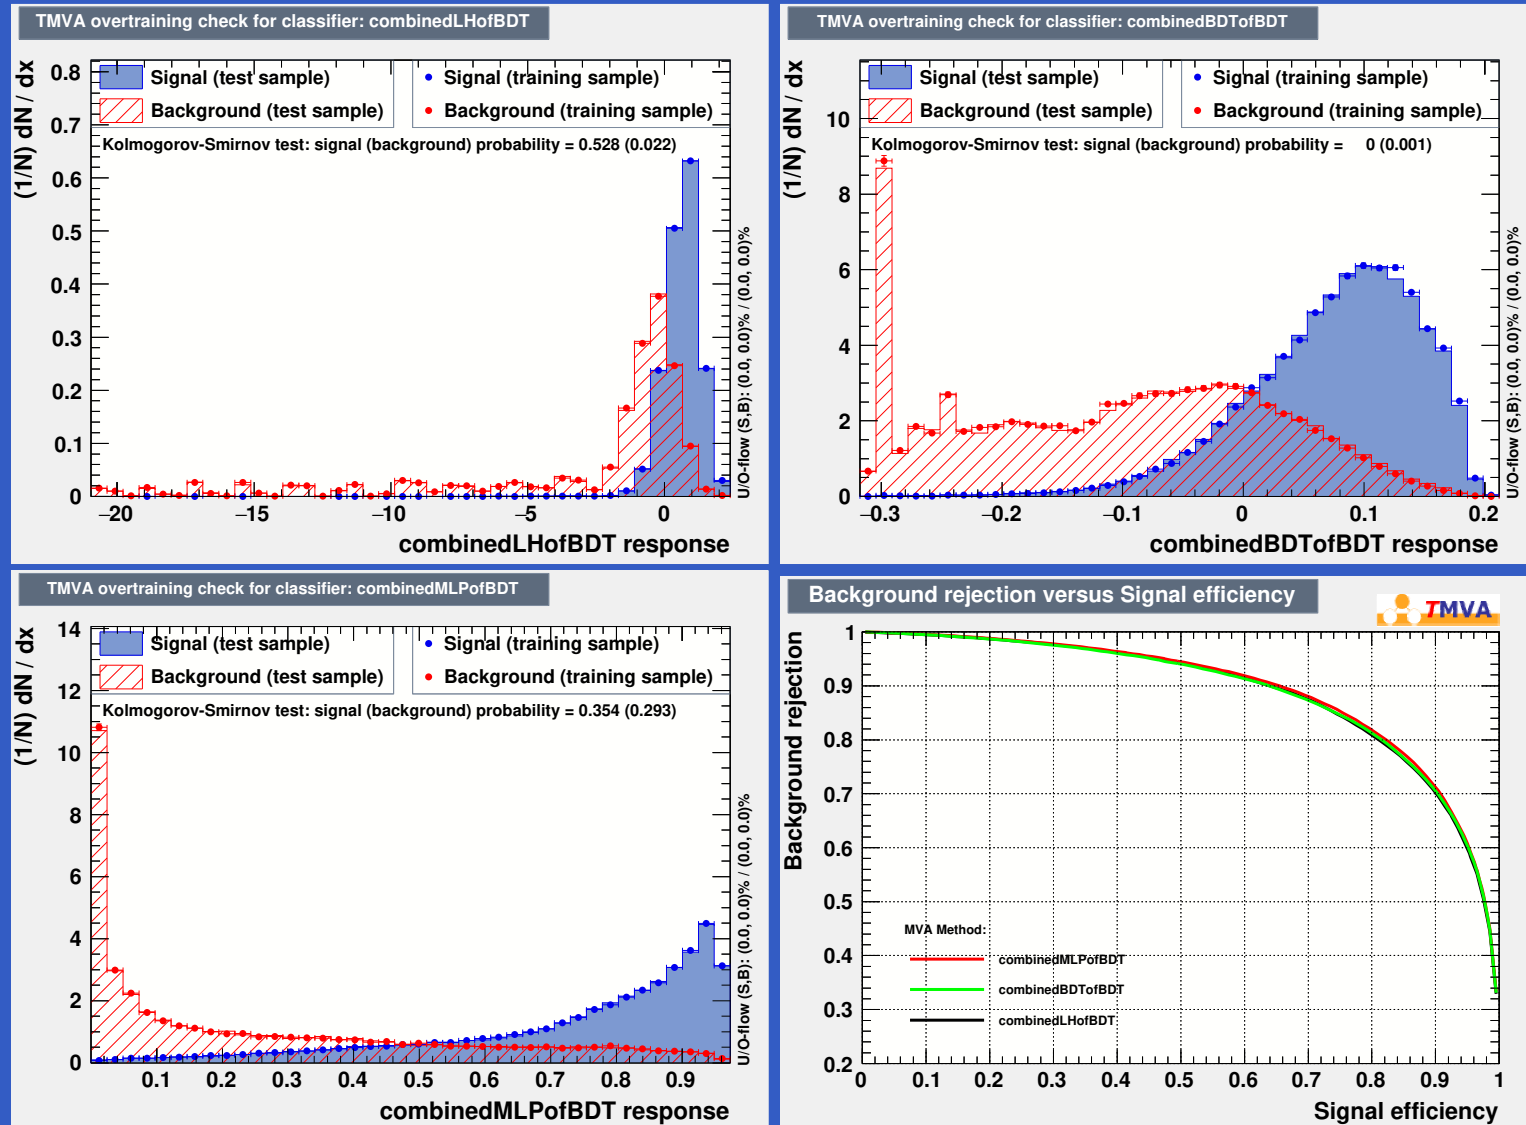 TMVA overtraining check for classifier: combinedLHofBDT
(1/N) dN / dx
Signal (test sample)
Background (test sample)
Signal (training sample)
Background (training sample)
Kolmogorov-Smirnov test: signal (background) probability = 0.528 (0.022)
0.8
0.7
0.6
0.5
0.4
0.3
0.2
0.1
0
−20 −15 −10 −5 0
combinedLHofBDT response
U/O-flow (S,B): (0.0, 0.0)% / (0.0, 0.0)%
TMVA overtraining check for classifier: combinedBDTofBDT
(1/N) dN / dx
Signal (test sample)
Background (test sample)
Signal (training sample)
Background (training sample)
Kolmogorov-Smirnov test: signal (background) probability = 0 (0.001)
10
8
6
4
2
0
−0.3 −0.2 −0.1 0 0.1 0.2
combinedBDTofBDT response
U/O-flow (S,B): (0.0, 0.0)% / (0.0, 0.0)%
TMVA overtraining check for classifier: combinedMLPofBDT
(1/N) dN / dx
Signal (test sample)
Background (test sample)
Signal (training sample)
Background (training sample)
Kolmogorov-Smirnov test: signal (background) probability = 0.354 (0.293)
14
12
10
8
6
4
2
0
0.1 0.2 0.3 0.4 0.5 0.6 0.7 0.8 0.9
combinedMLPofBDT response
U/O-flow (S,B): (0.0, 0.0)% / (0.0, 0.0)%
Background rejection versus Signal efficiency
TMVA
Background rejection
1
0.9
0.8
0.7
0.6
0.5
0.4
0.3
0.2
MVA Method:
combinedMLPofBDT
combinedBDTofBDT
combinedLHofBDT
0 0.1 0.2 0.3 0.4 0.5 0.6 0.7 0.8 0.9 1
Signal efficiency